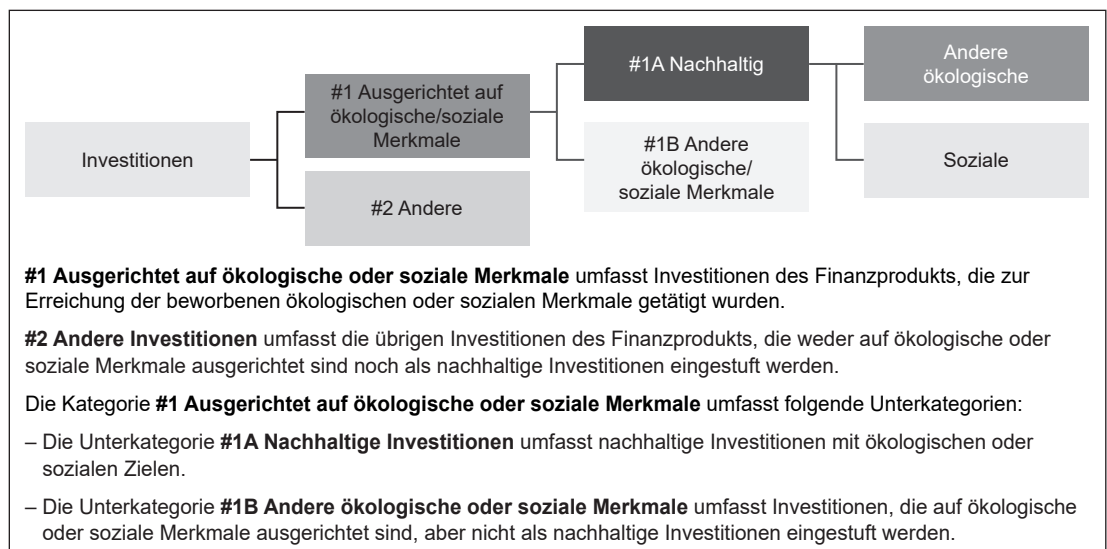 Investitionen
#1 Ausgerichtet auf
ökologische/soziale
Merkmale
#2 Andere
#1A Nachhaltig
#1B Andere
ökologische/
soziale Merkmale
Andere
ökologische
Soziale
#1 Ausgerichtet auf ökologische oder soziale Merkmale umfasst Investitionen des Finanzprodukts, die zur
Erreichung der beworbenen ökologischen oder sozialen Merkmale getätigt wurden.
#2 Andere Investitionen umfasst die übrigen Investitionen des Finanzprodukts, die weder auf ökologische oder
soziale Merkmale ausgerichtet sind noch als nachhaltige Investitionen eingestuft werden.
Die Kategorie #1 Ausgerichtet auf ökologische oder soziale Merkmale umfasst folgende Unterkategorien:
– Die Unterkategorie #1A Nachhaltige Investitionen umfasst nachhaltige Investitionen mit ökologischen oder
sozialen Zielen.
– Die Unterkategorie #1B Andere ökologische oder soziale Merkmale umfasst Investitionen, die auf ökologische
oder soziale Merkmale ausgerichtet sind, aber nicht als nachhaltige Investitionen eingestuft werden.